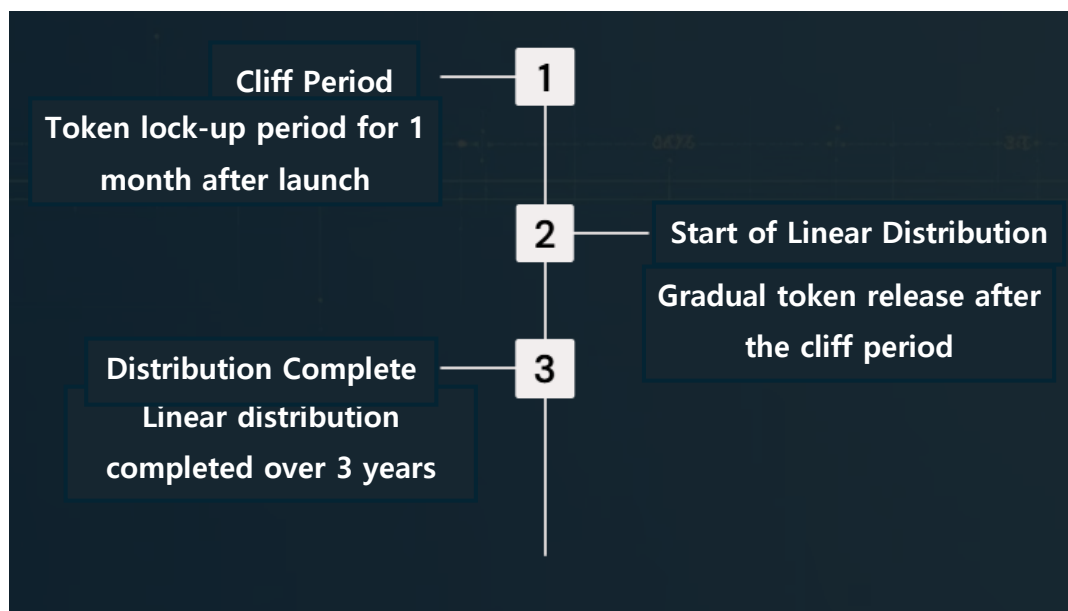 Cliff Period
1
Token lock-up period for 1
month after launch
2
Start of Linear Distribution
Gradual token release after
the cliff period
Distribution Complete
3
Linear distribution
completed over 3 years